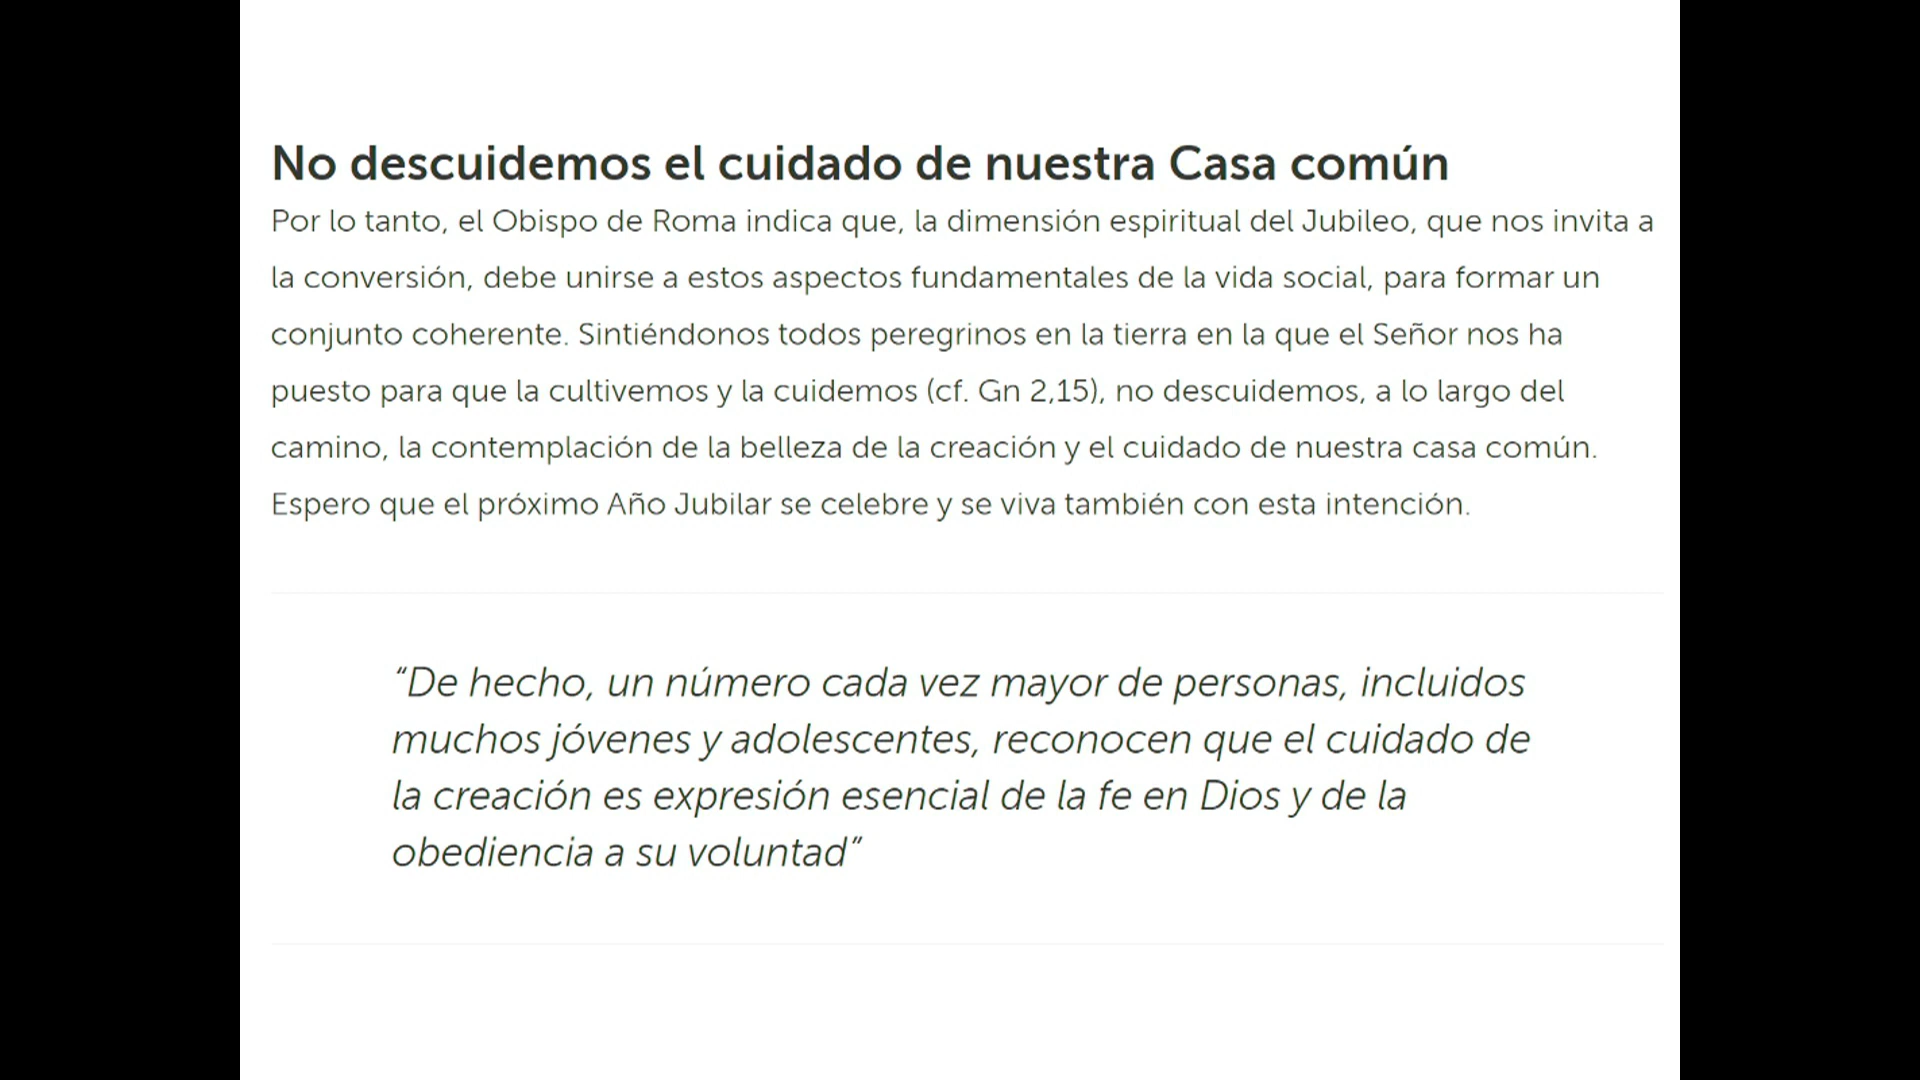 No descuidemos el cuidado de nuestra Casa común
Por lo tanto, el Obispo de Roma indica que, la dimensión espiritual del Jubileo, que nos invita a
la conversión, debe unirse a estos aspectos fundamentales de la vida social, para formar un
conjunto coherente. Sintiéndonos todos peregrinos en la tierra en la que el Señor nos ha
puesto para que la cultivemos y la cuidemos (cf. Gn 2,15), no descuidemos, a lo largo del
camino, la contemplación de la belleza de la creación y el cuidado de nuestra casa común.
Espero que el próximo Año Jubilar se celebre y se viva también con esta intención.
“De hecho, un número cada vez mayor de personas, incluidos
muchos jóvenes y adolescentes, reconocen que el cuidado de
la creación es expresión esencial de la fe en Dios y de la
obediencia a su voluntad”